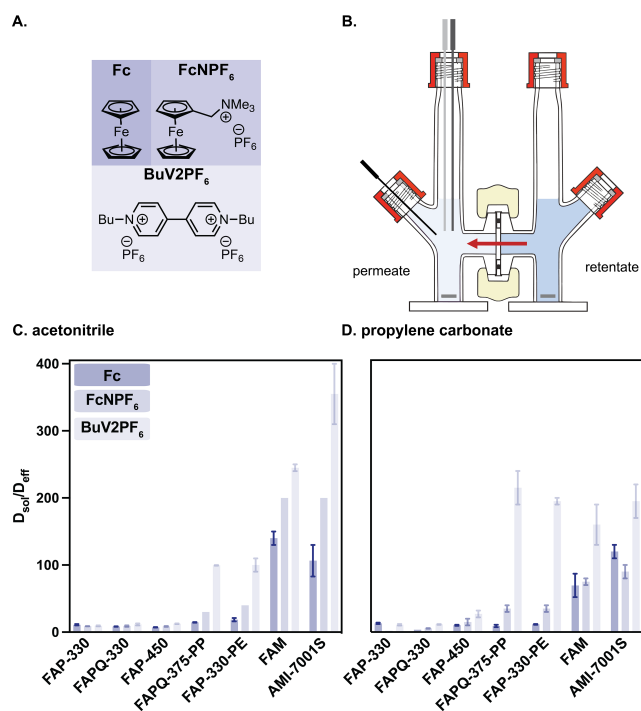 A.
Fc
FcNPF6
Fe
Fe
NMe3
⊕
⊖
PF6
BuV2PF6
Bu-N⊕
⊕N-Bu
⊖
PF6
⊖
PF6
B.
permeate
retentate
C. acetonitrile
D. propylene carbonate
Dsol/Deff
400
300
200
100
0
Fc
FcNPF6
BuV2PF6
FAP-330
FAPQ-330
FAP-450
FAPQ-375-PP
FAP-330-PE
FAM
AMI-7001S
FAP-330
FAPQ-330
FAP-450
FAPQ-375-PP
FAP-330-PE
FAM
AMI-7001S